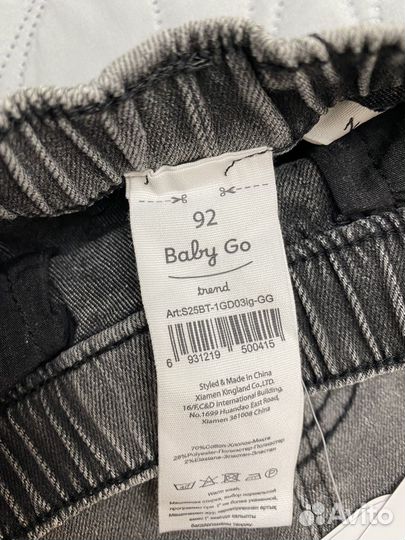 92
Baby Go
trend
Art:S25BT-1GD03ig-GG
6 931219 500415
Styled & Made in China
Xiamen Kingland Co.,LTD.
16/F,C&D International Building,
No.1699 Huandao East Road,
Xiamen 361008 China
70%Cotton-Хлопок-Мақта
28%Polyester-Полиэстер-Полиэстер
2%Elastane-Эластан-Эластан
Avito